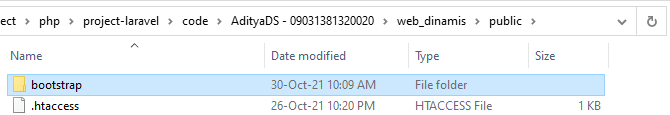 ect > php > project-laravel > code > AdityaDS - 09031381320020 > web_dinamis > public >
Name Date modified Type Size
bootstrap 30-Oct-21 10:09 AM File folder
.htaccess 26-Oct-21 10:20 PM HTACCESS File 1 KB